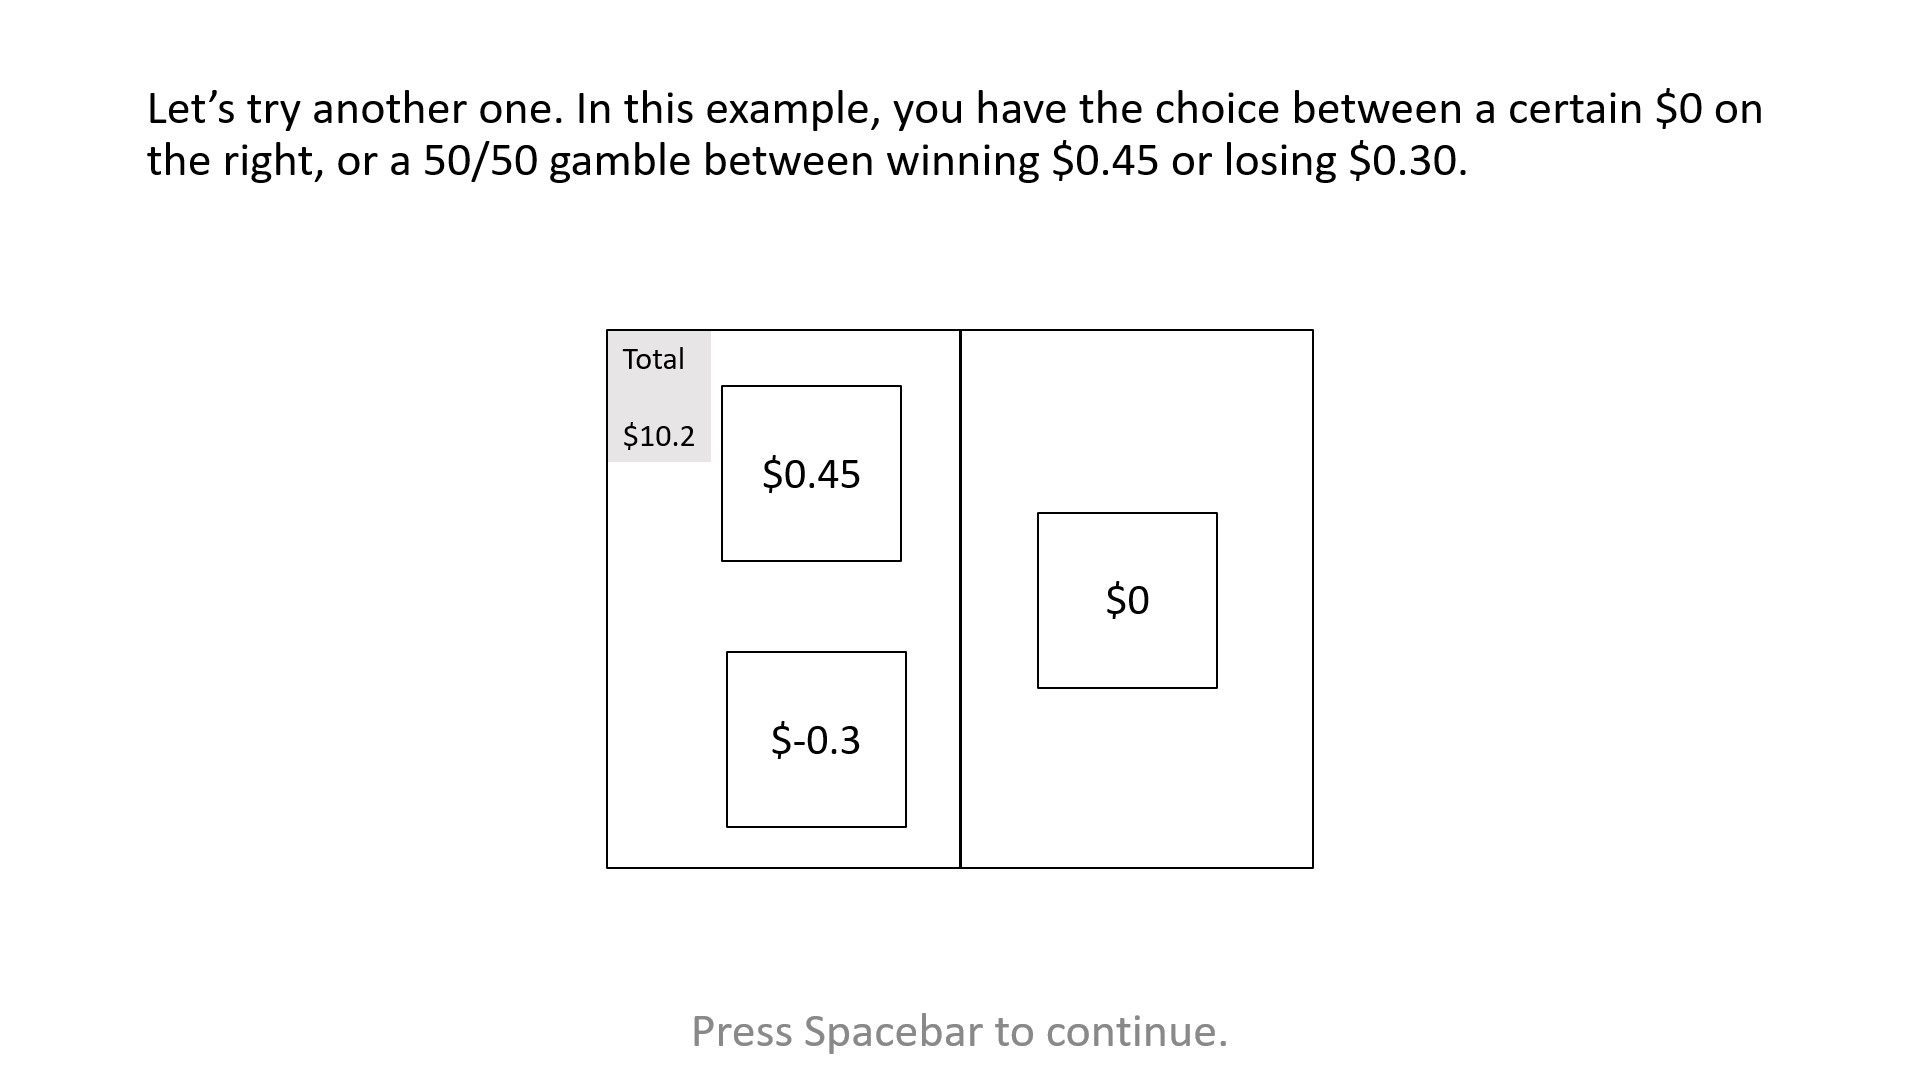 Let’s try another one. In this example, you have the choice between a certain $0 on
the right, or a 50/50 gamble between winning $0.45 or losing $0.30.
Total
$10.2
$0.45
$0
$-0.3
Press Spacebar to continue.